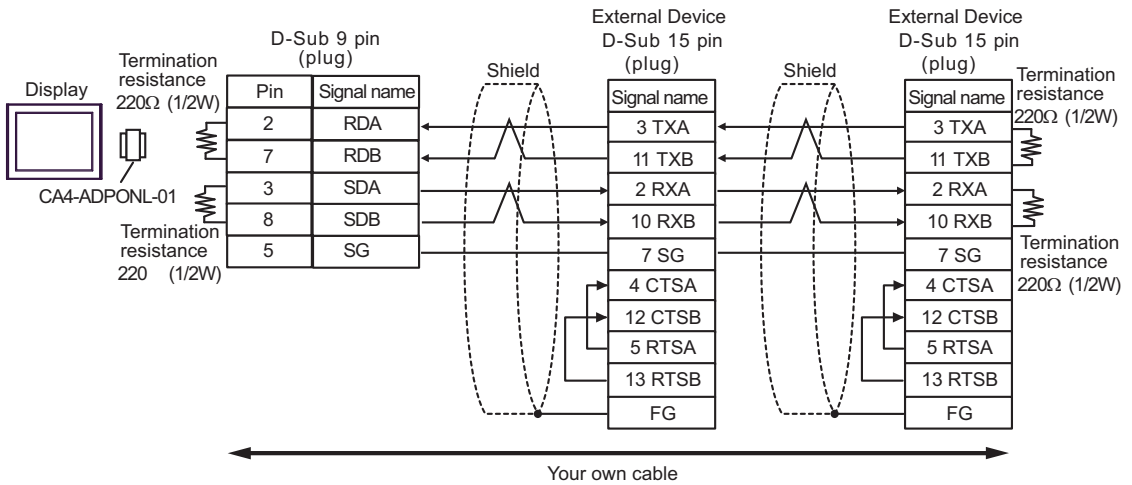 Display
CA4-ADPONL-01
Termination
resistance
220Ω (1/2W)
Termination
resistance
220 (1/2W)
D-Sub 9 pin
(plug)
Pin Signal name
2 RDA
7 RDB
3 SDA
8 SDB
5 SG
Shield
External Device
D-Sub 15 pin
(plug)
Signal name
3 TXA
11 TXB
2 RXA
10 RXB
7 SG
4 CTSA
12 CTSB
5 RTSA
13 RTSB
FG
Shield
External Device
D-Sub 15 pin
(plug)
Signal name
3 TXA
11 TXB
2 RXA
10 RXB
7 SG
4 CTSA
12 CTSB
5 RTSA
13 RTSB
FG
Termination
resistance
220Ω (1/2W)
Termination
resistance
220Ω (1/2W)
Your own cable